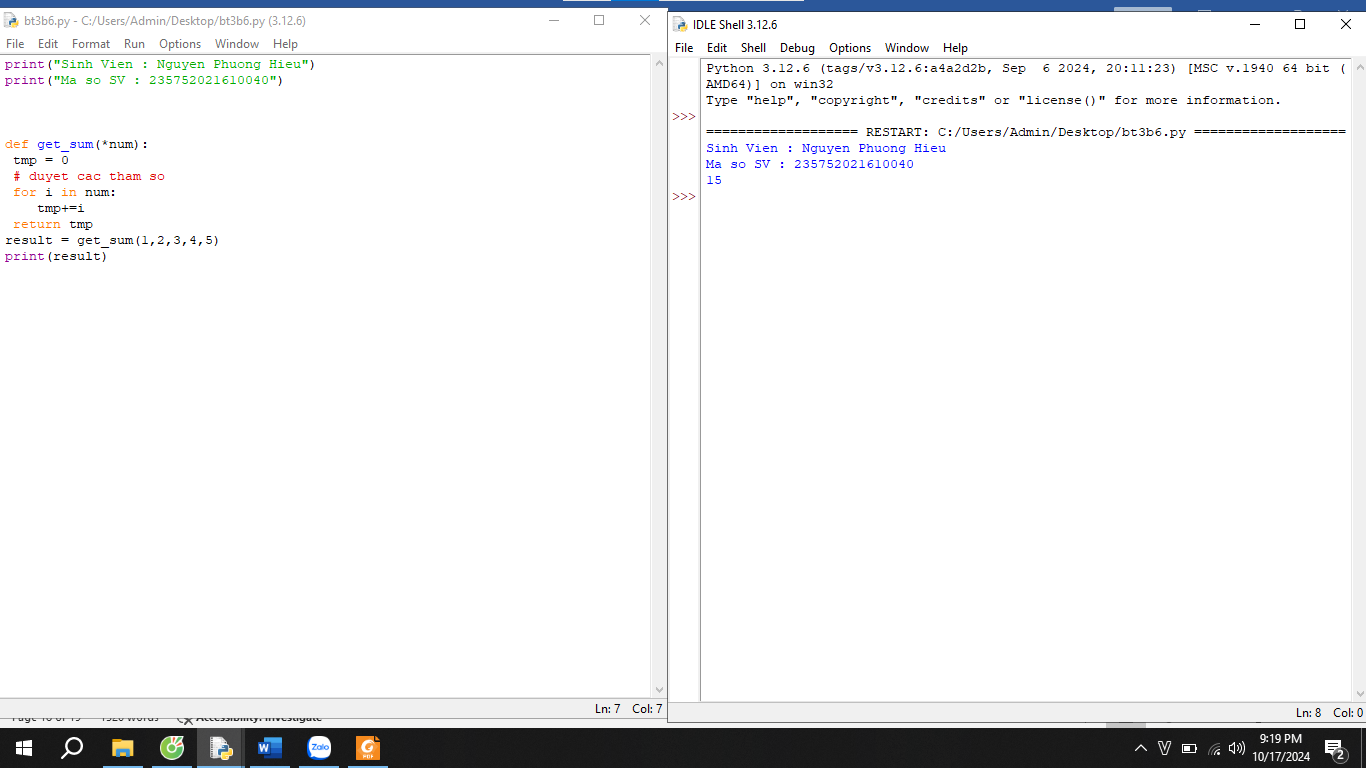 bt3b6.py - C:/Users/Admin/Desktop/bt3b6.py (3.12.6)
File Edit Format Run Options Window Help
print("Sinh Vien : Nguyen Phuong Hieu")
print("Ma so SV : 235752021610040")
def get_sum(*num):
 tmp = 0
 # duyet cac tham so
 for i in num:
    tmp+=i
 return tmp
result = get_sum(1,2,3,4,5)
print(result)
Ln: 7 Col: 7
IDLE Shell 3.12.6
File Edit Shell Debug Options Window Help
Python 3.12.6 (tags/v3.12.6:a4a2d2b, Sep  6 2024, 20:11:23) [MSC v.1940 64 bit (
AMD64)] on win32
Type "help", "copyright", "credits" or "license()" for more information.
>>>
=================== RESTART: C:/Users/Admin/Desktop/bt3b6.py ===================
Sinh Vien : Nguyen Phuong Hieu
Ma so SV : 235752021610040
15
>>>
Ln: 8 Col: 0
Accessibility: Investigate
Zalo
PDF
9:19 PM
10/17/2024
2